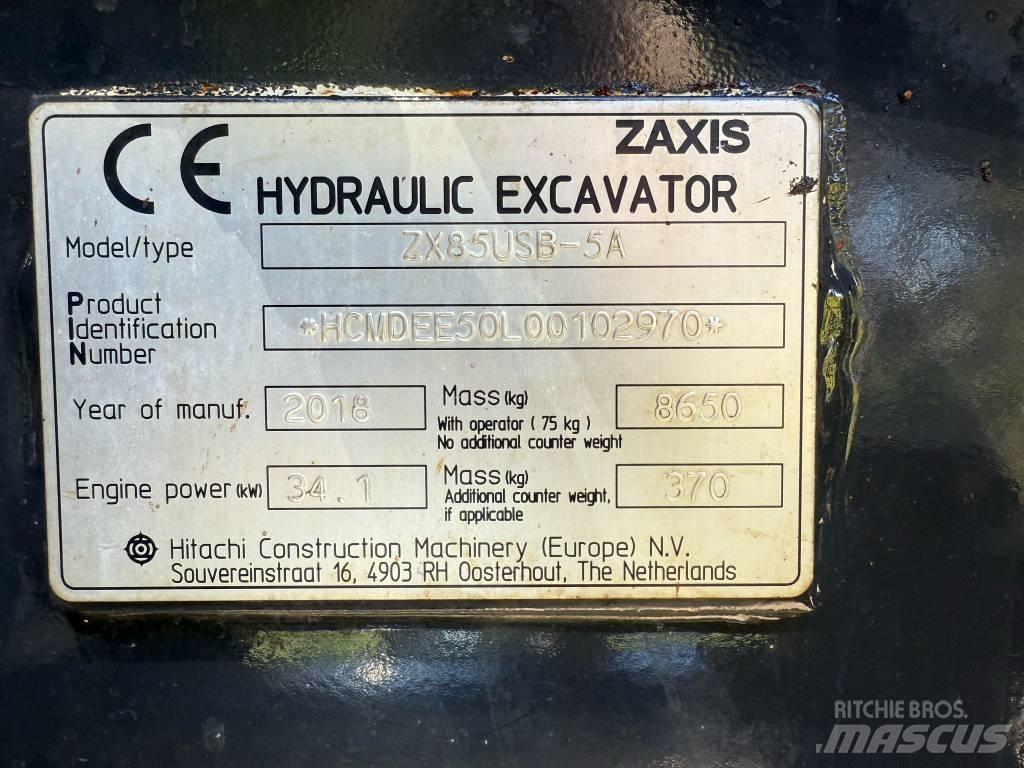 CE ZAXIS
HYDRAULIC EXCAVATOR
Model/type ZX85USB-5A
Product
Identification
Number *HCMDEE50L00102970*
Year of manuf. 2018 Mass (kg) 8650
With operator ( 75 kg )
No additional counter weight
Engine power (kW) 34.1 Mass (kg) 370
Additional counter weight,
if applicable
Hitachi Construction Machinery (Europe) N.V.
Souvereinstraat 16, 4903 RH Oosterhout, The Netherlands
RITCHIE BROS.
MASCUS